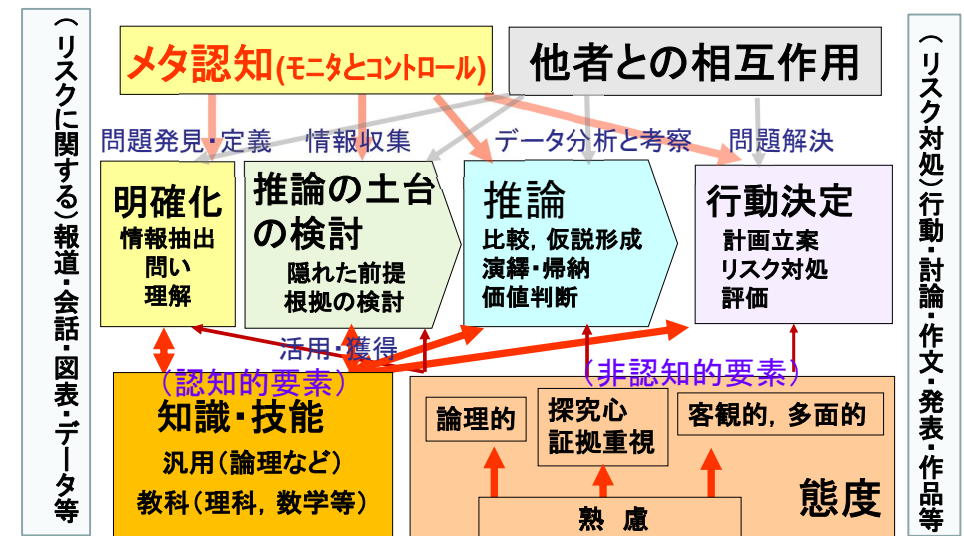 （リスクに関する）報道・会話・図表・データ等
メタ認知(モニタとコントロール)
他者との相互作用
（リスク対処）行動・討論・作文・発表・作品等
問題発見・定義
情報収集
データ分析と考察
問題解決
明確化
情報抽出
問い
理解
推論の土台
の検討
隠れた前提
根拠の検討
推論
比較，仮説形成
演繹・帰納
価値判断
行動決定
計画立案
リスク対処
評価
活用・獲得
（認知的要素）
（非認知的要素）
知識・技能
汎用（論理など）
教科（理科，数学等）
論理的
探究心
証拠重視
客観的，多面的
熟 慮
態度